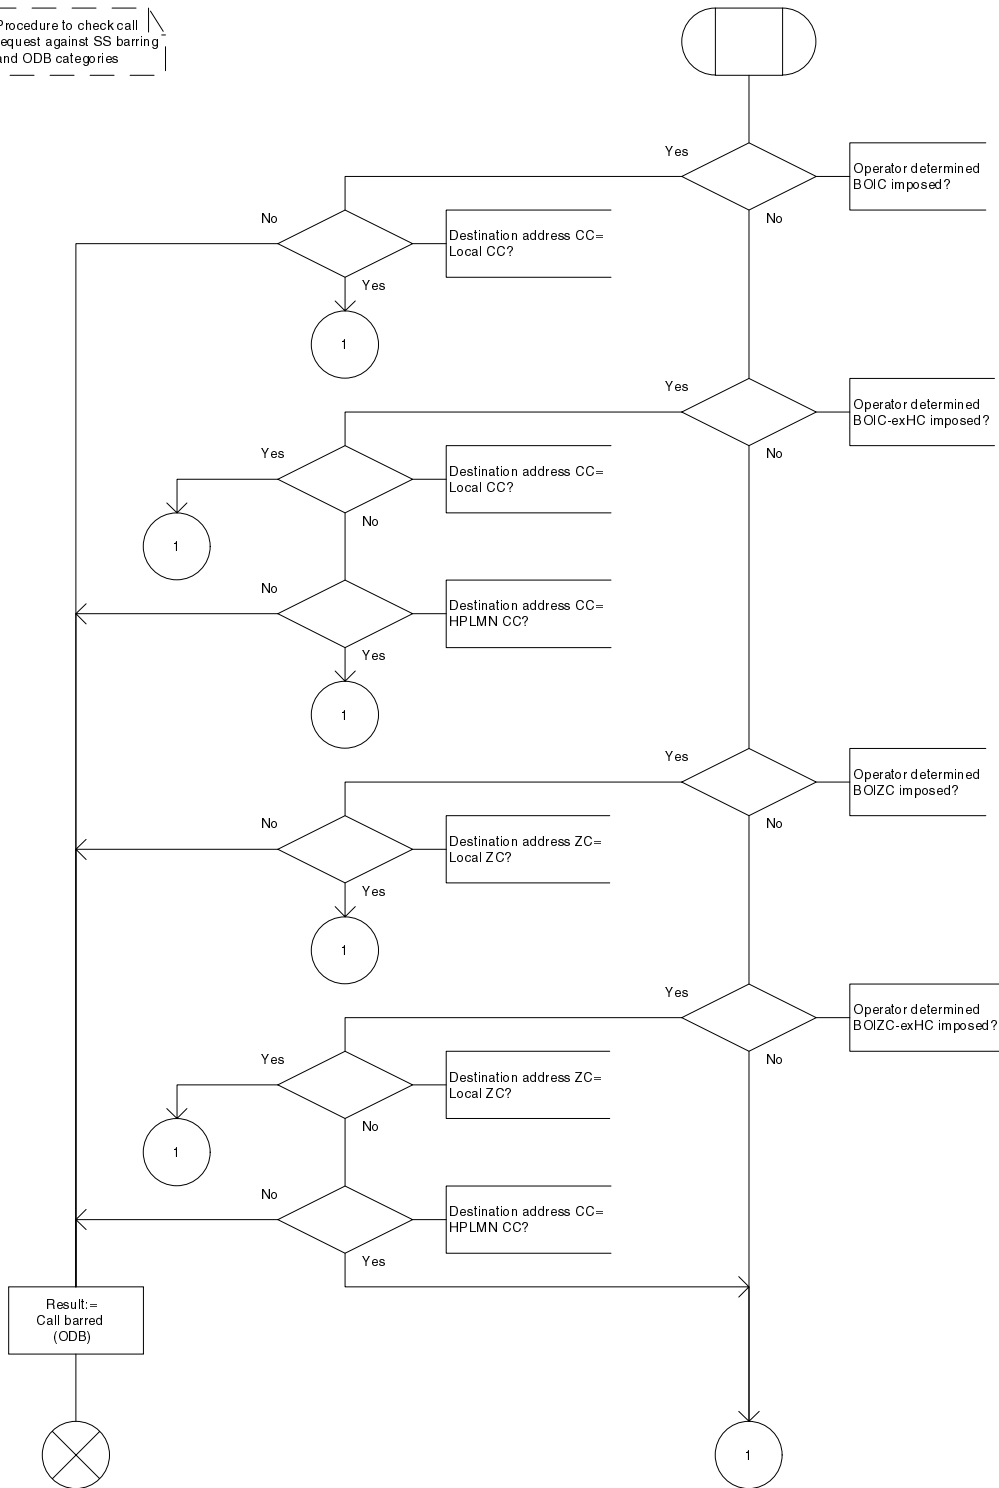 Procedure to check call
request against SS barring
and ODB categories
Yes
Operator determined
BOIC imposed?
No
No
Destination address CC=
Local CC?
Yes
1
Yes
Operator determined
BOIC-exHC imposed?
No
Yes
Destination address CC=
Local CC?
No
1
No
Destination address CC=
HPLMN CC?
Yes
1
Yes
Operator determined
BOIZC imposed?
No
No
Destination address ZC=
Local ZC?
Yes
1
Yes
Operator determined
BOIZC-exHC imposed?
No
Yes
Destination address ZC=
Local ZC?
No
1
No
Destination address CC=
HPLMN CC?
Yes
Result:=
Call barred
(ODB)
1